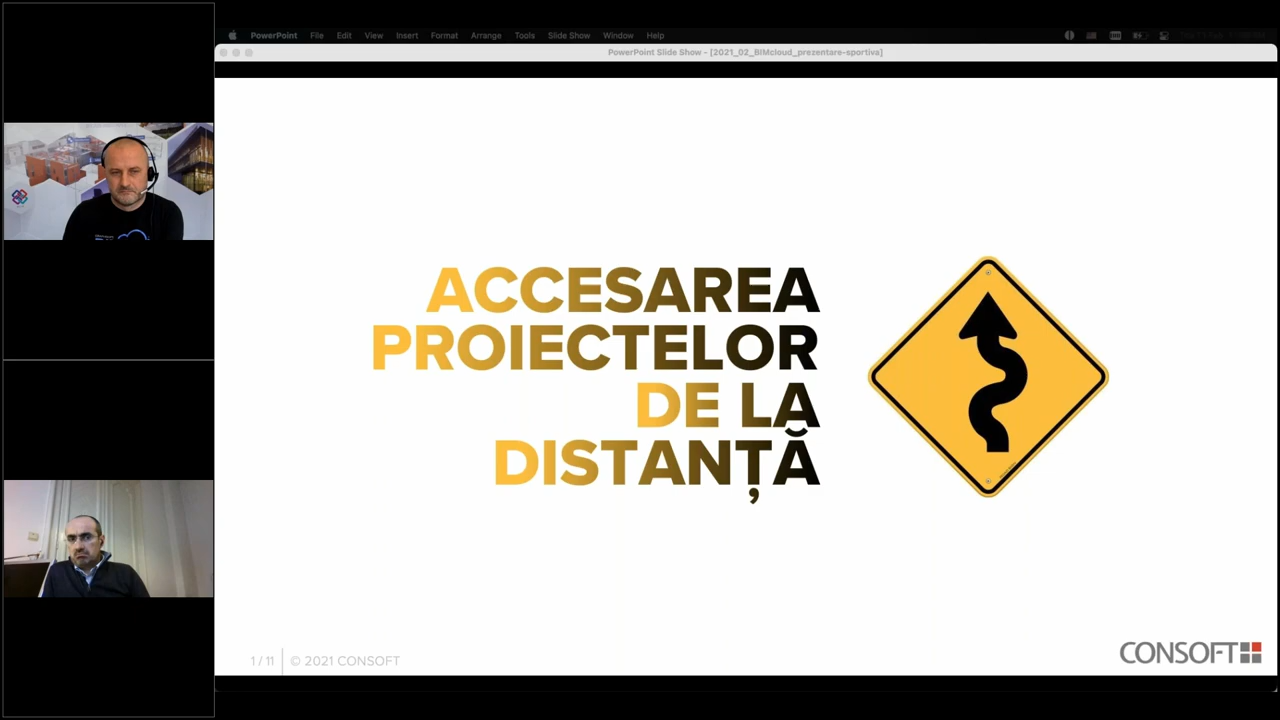 PowerPoint File Edit View Insert Format Arrange Tools Slide Show Window Help
PowerPoint Slide Show - [2021_02_BIMcloud_prezentare-sportiva]
ACCESAREA
PROIECTELOR
DE LA
DISTANȚĂ
1 / 11 © 2021 CONSOFT
CONSOFT